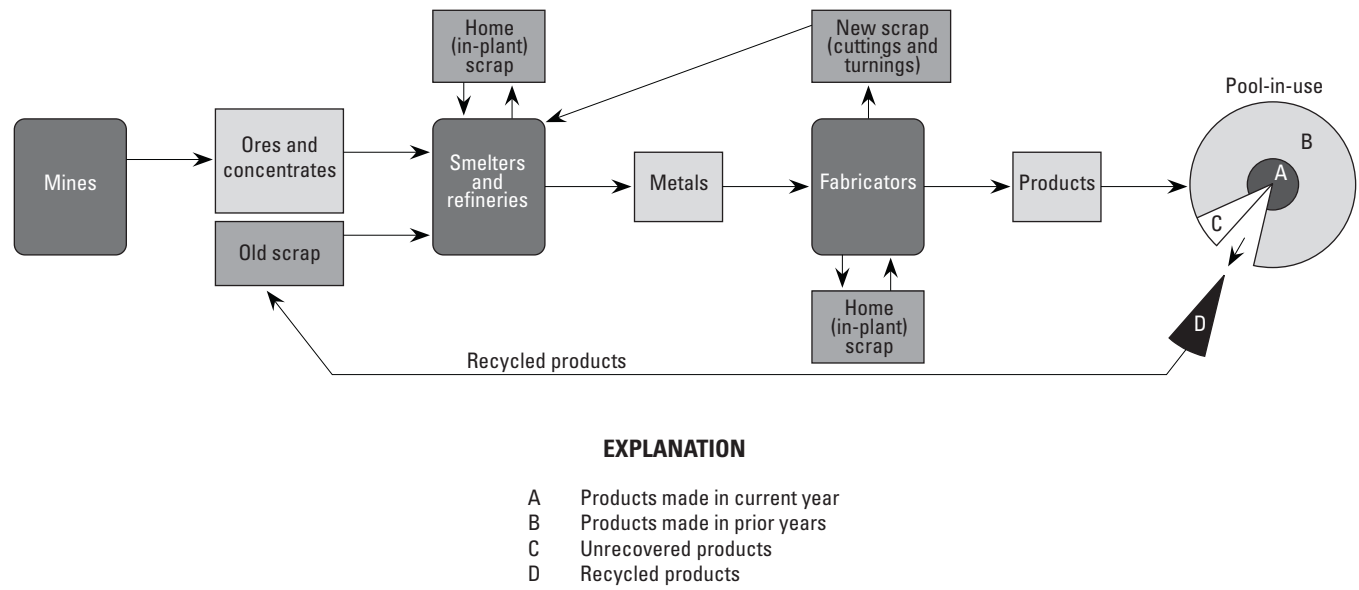 Home
(in-plant)
scrap
New scrap
(cuttings and
turnings)
Pool-in-use
Mines
Ores and
concentrates
Old scrap
Smelters
and
refineries
Metals
Fabricators
Products
B
A
C
Home
(in-plant)
scrap
D
Recycled products
EXPLANATION
A Products made in current year
B Products made in prior years
C Unrecovered products
D Recycled products